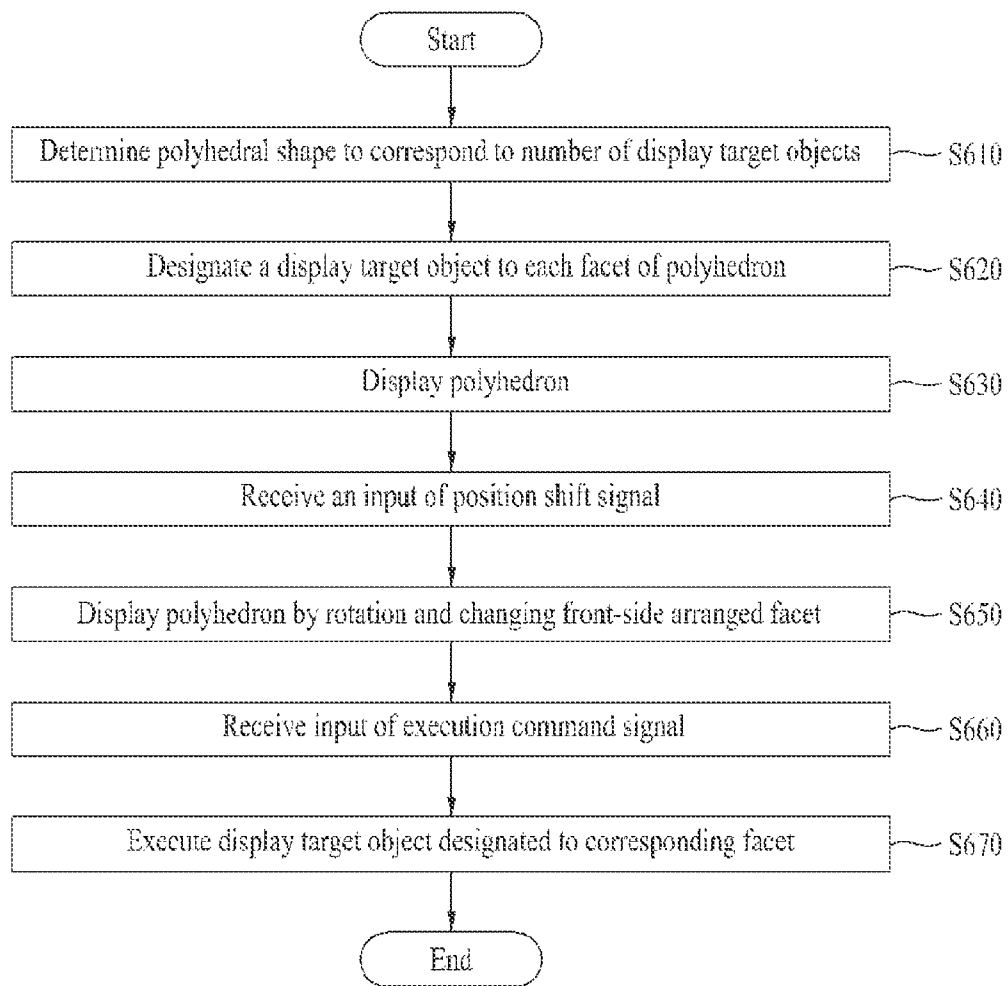 Start
Determine polyhedral shape to correspond to number of display target objects
S610
Designate a display target object to each facet of polyhedron
S620
Display polyhedron
S630
Receive an input of position shift signal
S640
Display polyhedron by rotation and changing front-side arranged facet
S650
Receive input of execution command signal
S660
Execute display target object designated to corresponding facet
S670
End